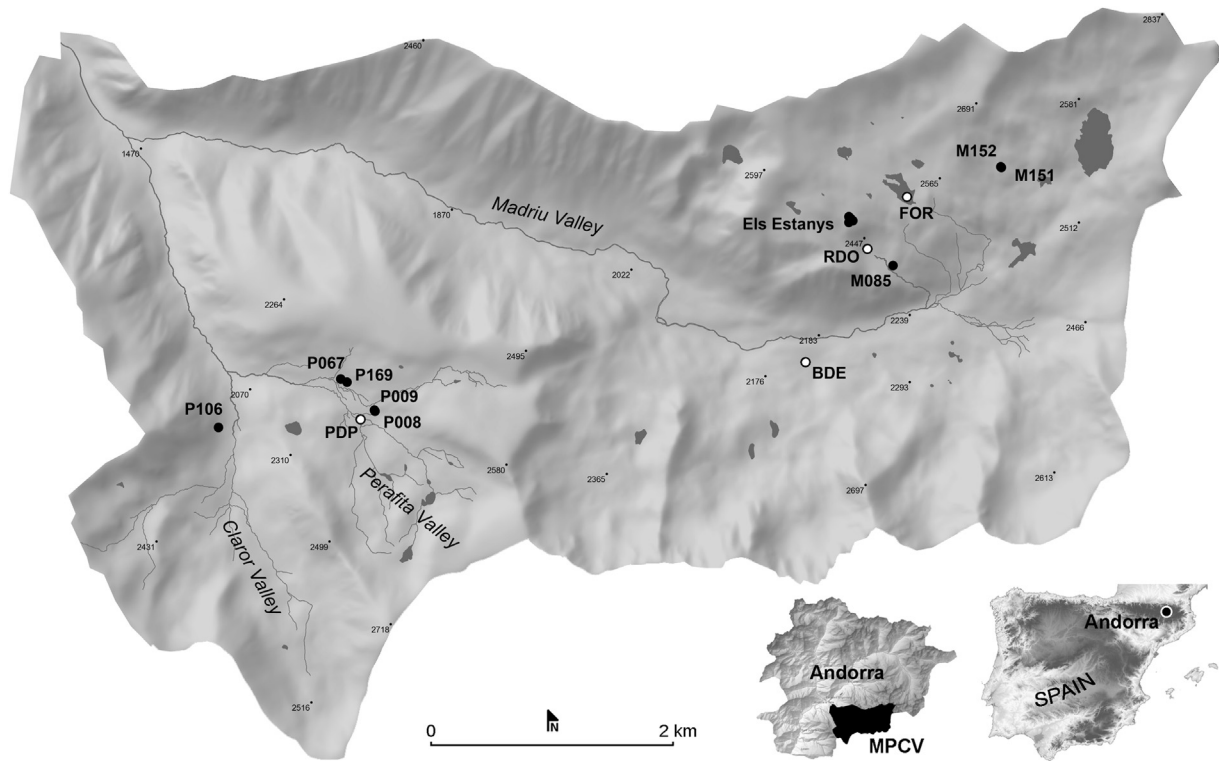 2837
2460
2691
2581
1470
M152
2597
M151
2565
FOR
1870
Madriu Valley
Els Estanys
2512
2447
RDO
M085
2022
2264
2239
2466
2183
2495
P067
P169
BDE
2176
2293
2070
P009
P106
P008
PDP
2310
2580
2365
2613
Perafita Valley
2697
2431
2499
Claror Valley
Andorra
2718
Andorra
SPAIN
2516
0
2 km
N
MPCV